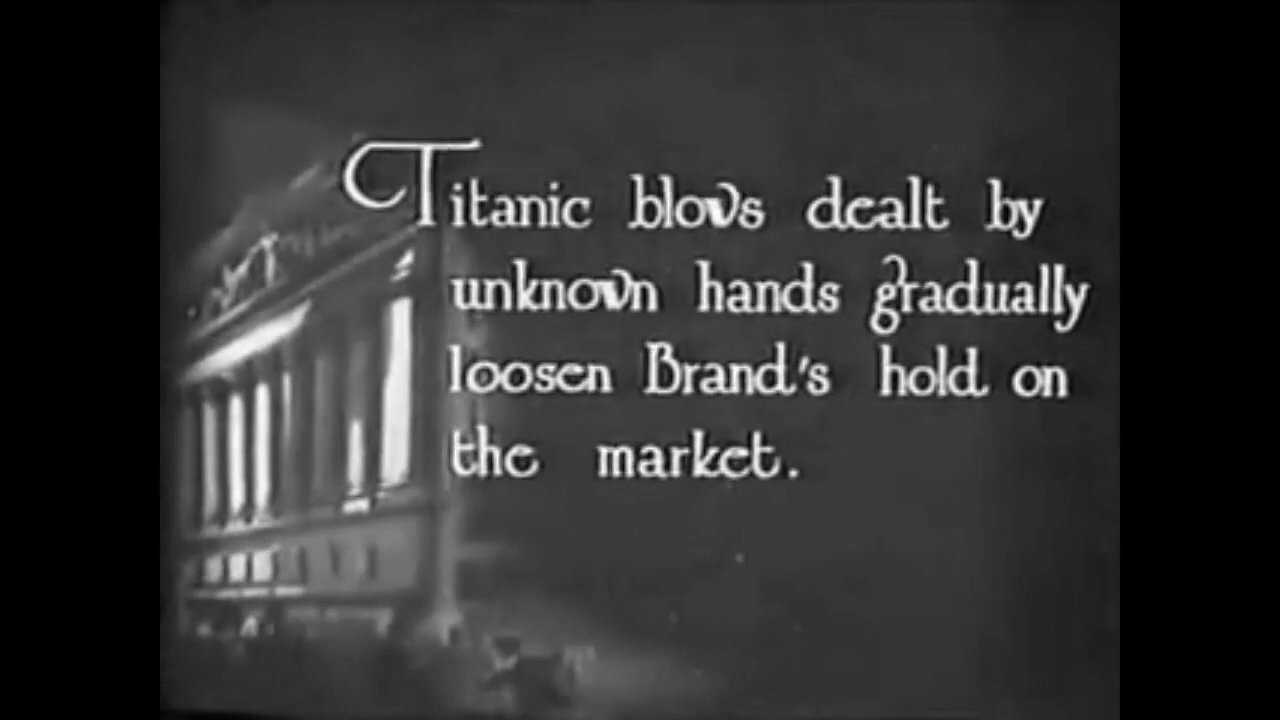 Titanic blows dealt by
unknown hands gradually
loosen Brand's hold on
the market.